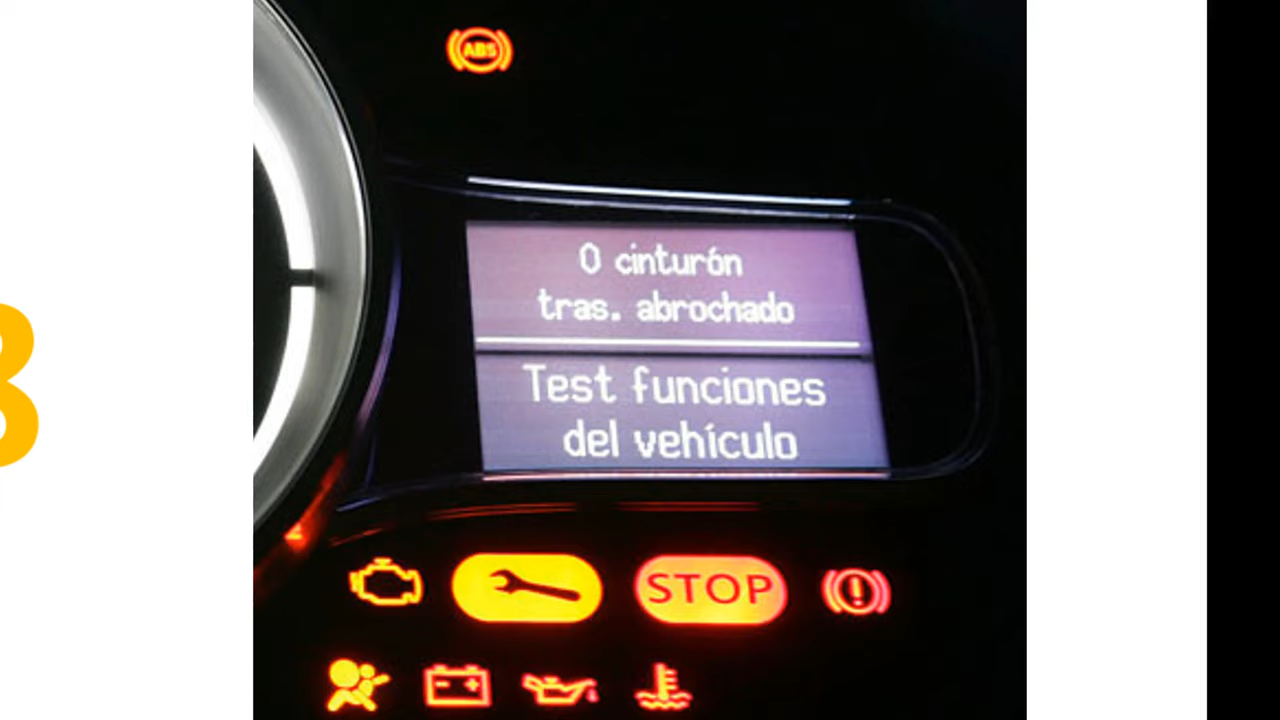 ABS
0 cinturón
tras. abrochado
Test funciones
del vehículo
STOP